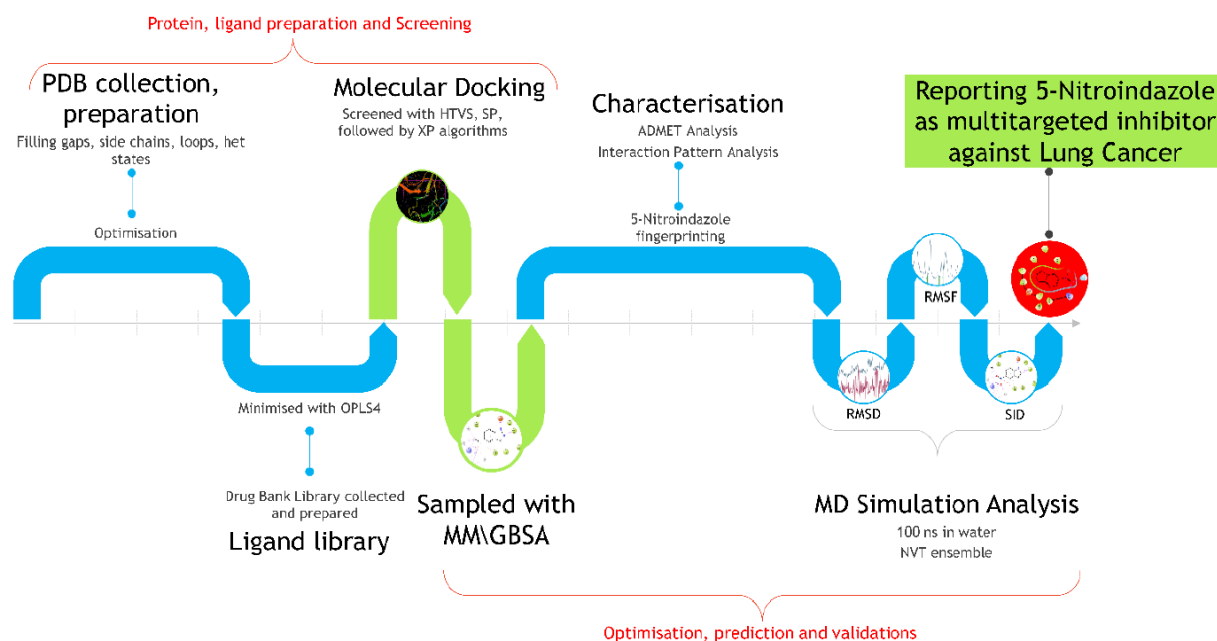 Protein, ligand preparation and Screening
PDB collection,
preparation
Filling gaps, side chains, loops, het
states
Optimisation
Molecular Docking
Screened with HTVS, SP,
followed by XP algorithms
Characterisation
ADMET Analysis
Interaction Pattern Analysis
5-Nitroindazole
fingerprinting
Reporting 5-Nitroindazole
as multitargeted inhibitor
against Lung Cancer
RMSF
Minimised with OPLS4
Drug Bank Library collected
and prepared
Ligand library
Sampled with
MM\GBSA
RMSD
SID
MD Simulation Analysis
100 ns in water
NVT ensemble
Optimisation, prediction and validations